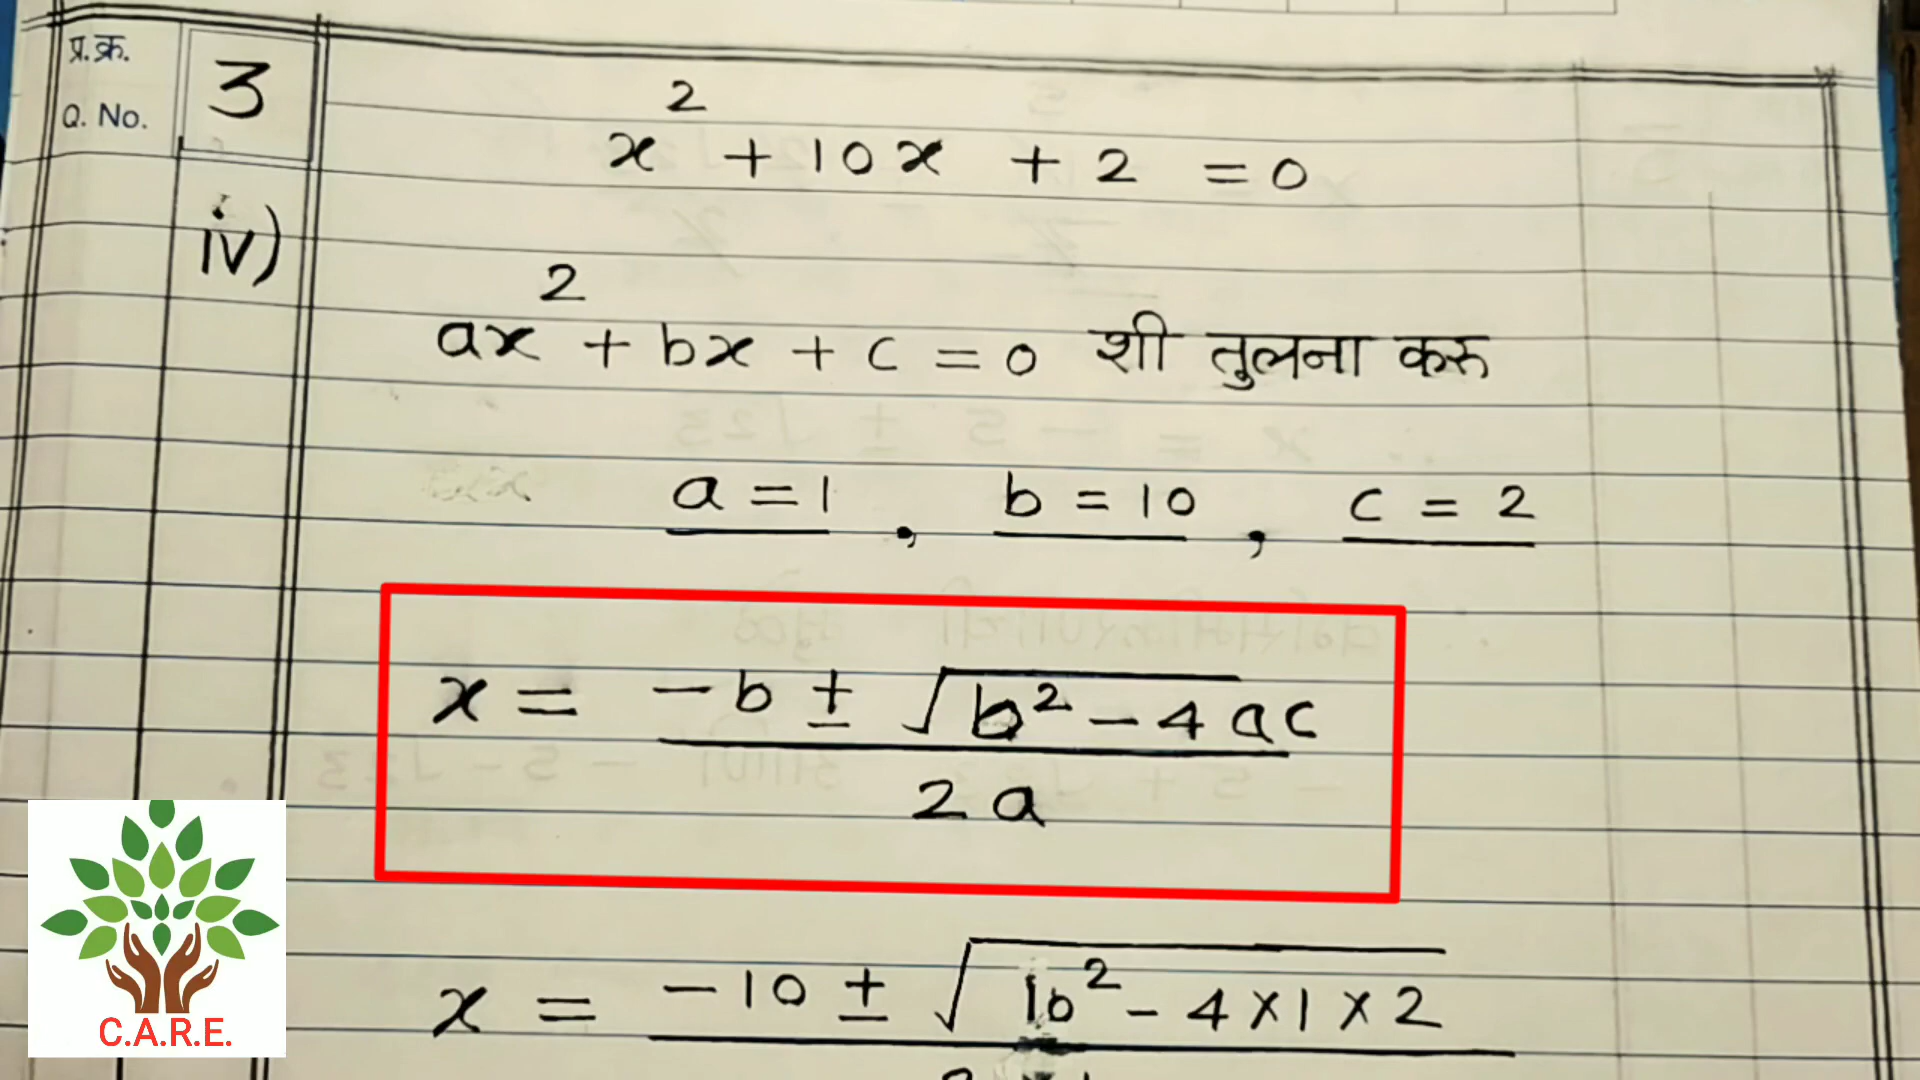 प्र.क्र.
Q. No.
3
x² + 10x + 2 = 0
iv)
ax² + bx + c = 0 शी तुलना करु
a = 1 , b = 10 , c = 2
x = -b ± √b² - 4ac
2a
x = -10 ± √10² - 4×1×2
C.A.R.E.